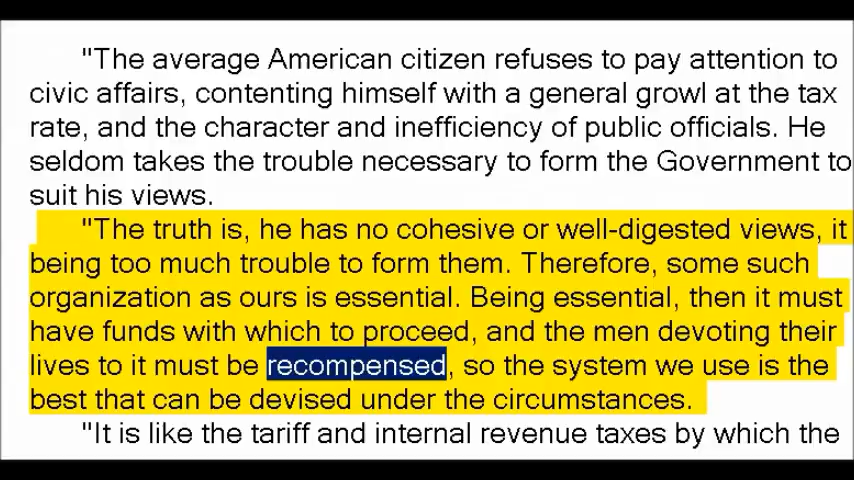 "The average American citizen refuses to pay attention to
civic affairs, contenting himself with a general growl at the tax
rate, and the character and inefficiency of public officials. He
seldom takes the trouble necessary to form the Government to
suit his views.
"The truth is, he has no cohesive or well-digested views, it
being too much trouble to form them. Therefore, some such
organization as ours is essential. Being essential, then it must
have funds with which to proceed, and the men devoting their
lives to it must be recompensed, so the system we use is the
best that can be devised under the circumstances.
"It is like the tariff and internal revenue taxes by which the